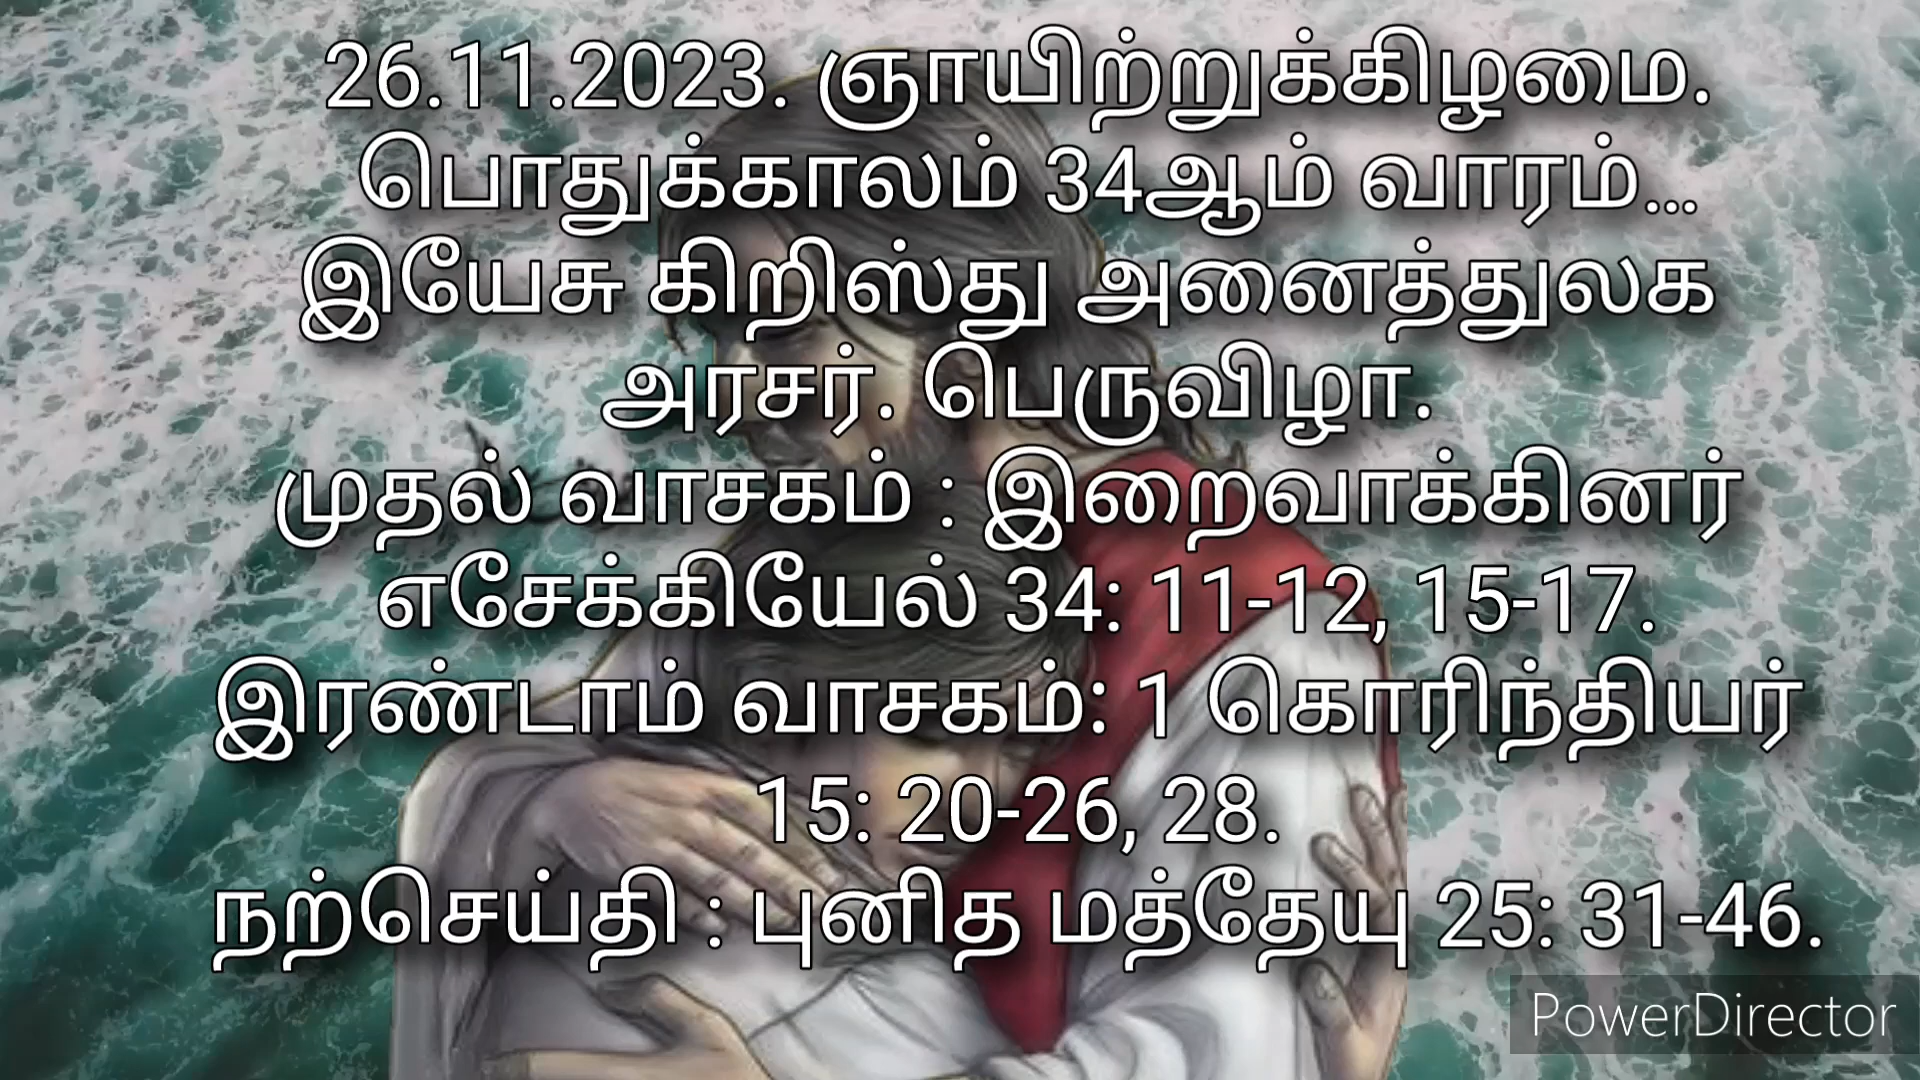 26.11.2023. ஞாயிற்றுக்கிழமை.
பொதுக்காலம் 34ஆம் வாரம்...
இயேசு கிறிஸ்து அனைத்துலக
அரசர். பெருவிழா.
முதல் வாசகம் : இறைவாக்கினர்
எசேக்கியேல் 34: 11-12, 15-17.
இரண்டாம் வாசகம்: 1 கொரிந்தியர்
15: 20-26, 28.
நற்செய்தி : புனித மத்தேயு 25: 31-46.
PowerDirector